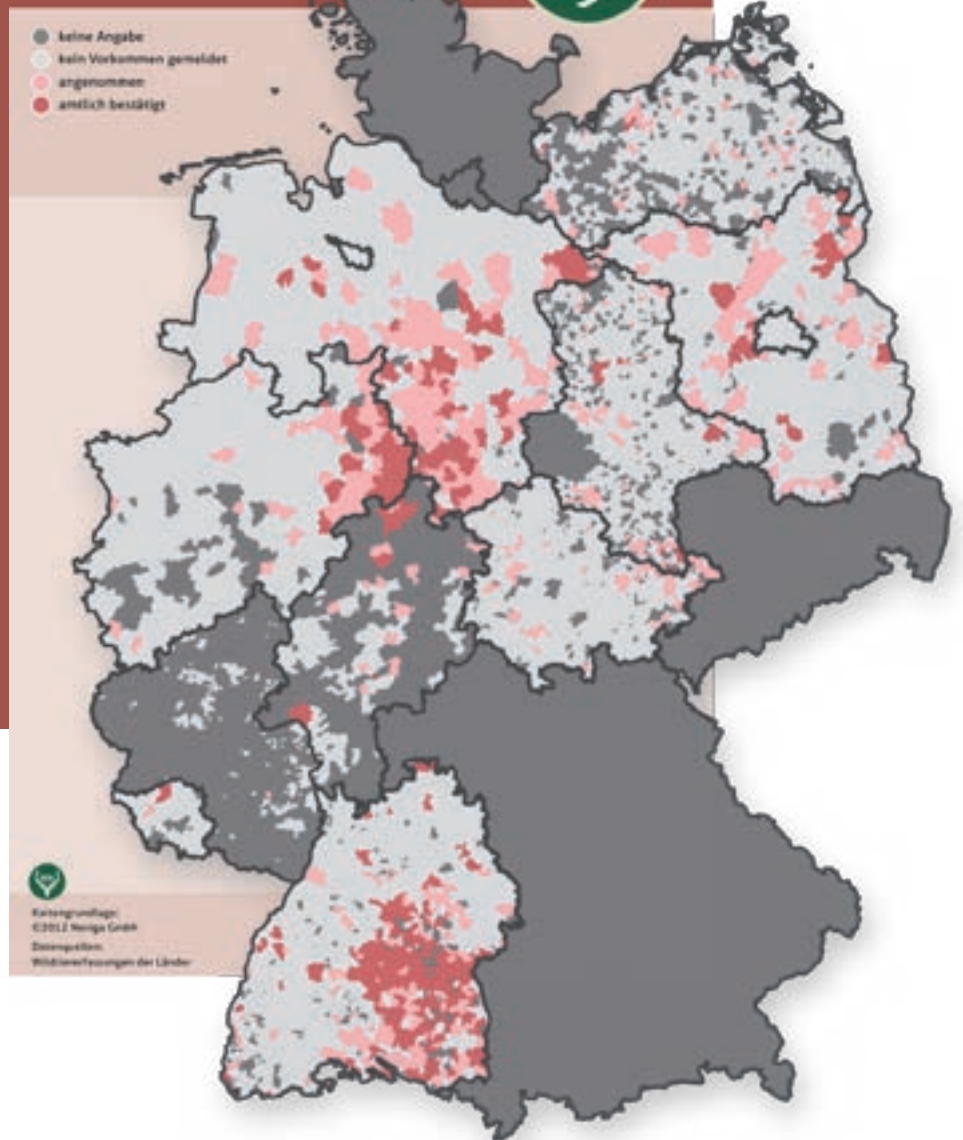 keine Angabe
kein Vorkommen gemeldet
angenommen
amtlich bestätigt
Kartengrundlage:
©2012 Nexiga GmbH
Datenquellen:
Wildtiererfassungen der Länder